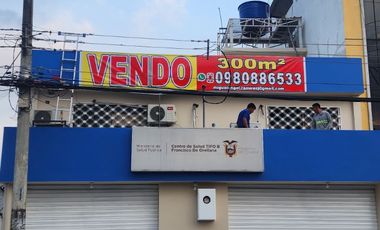 VENDO
300m²
0980886533
Ministerio de
Salud Pública
Centro de Salud TIPO B
Francisco De Orellana